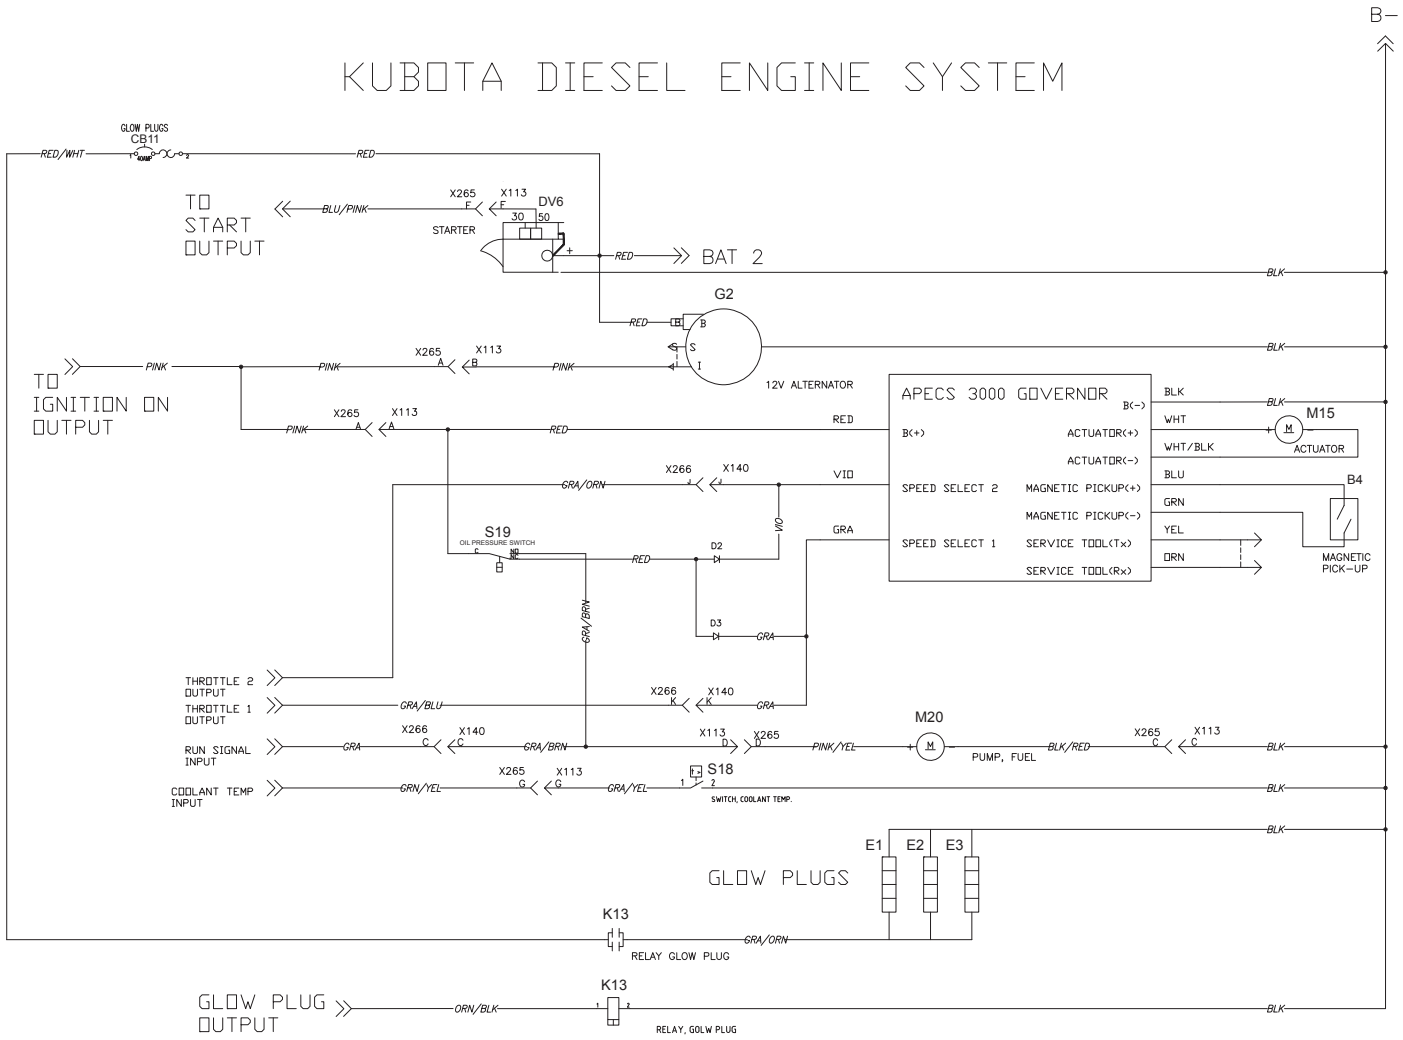 B-
KUBOTA DIESEL ENGINE SYSTEM
GLOW PLUGS
CB11
RED/WHT
1
40AMP
2
RED
TO
START
OUTPUT
BLU/PINK
X265
X113
F
F
DV6
30
50
STARTER
+
RED
BAT 2
BLK
G2
RED
B
B
S
S
I
BLK
12V ALTERNATOR
TO
IGNITION ON
OUTPUT
PINK
PINK
X265
X113
A
B
PINK
PINK
X265
X113
A
A
RED
RED
APECS 3000 GOVERNOR
B(-)
BLK
BLK
B(+)
ACTUATOR(+)
WHT
+
M
-
M15
ACTUATOR
ACTUATOR(-)
WHT/BLK
GRA/ORN
X266
X140
J
J
VIO
SPEED SELECT 2
MAGNETIC PICKUP(+)
BLU
B4
MAGNETIC PICKUP(-)
GRN
VIO
GRA
SPEED SELECT 1
SERVICE TOOL(Tx)
YEL
SERVICE TOOL(Rx)
ORN
MAGNETIC
PICK-UP
S19
OIL PRESSURE SWITCH
C
NO
NC
RED
D2
GRA/BRN
D3
GRA
THROTTLE 2
OUTPUT
THROTTLE 1
OUTPUT
GRA/BLU
X266
X140
K
K
GRA
RUN SIGNAL
INPUT
GRA
X266
X140
C
C
GRA/BRN
X113
X265
D
D
PINK/YEL
M20
+
M
-
PUMP, FUEL
BLK/RED
X265
X113
C
C
BLK
COOLANT TEMP
INPUT
GRN/YEL
X265
X113
G
G
GRA/YEL
1
S18
2
SWITCH, COOLANT TEMP.
BLK
BLK
E1
E2
E3
GLOW PLUGS
K13
GRA/ORN
RELAY GLOW PLUG
GLOW PLUG
OUTPUT
ORN/BLK
K13
1
2
RELAY, GOLW PLUG
BLK